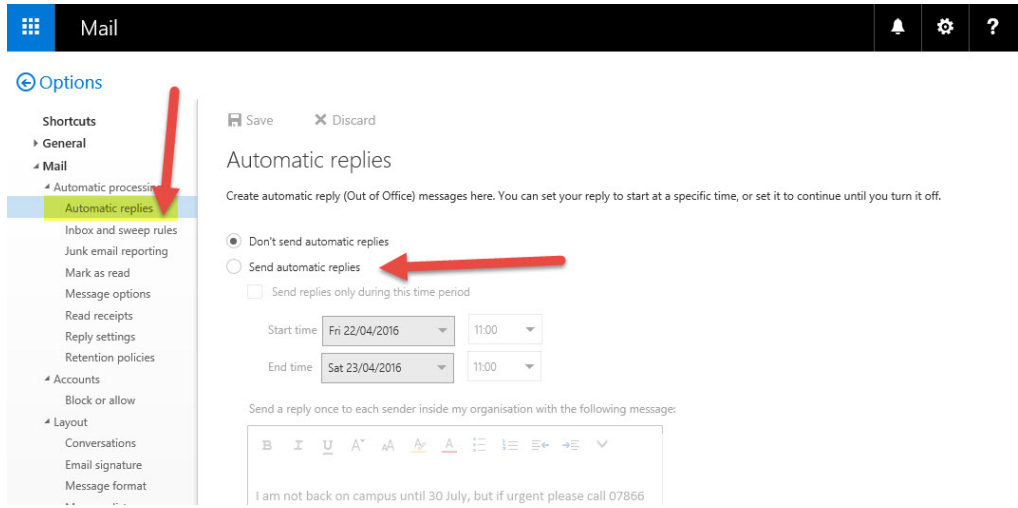 Mail
?
Options
Shortcuts
General
Mail
Automatic processing
Automatic replies
Inbox and sweep rules
Junk email reporting
Mark as read
Message options
Read receipts
Reply settings
Retention policies
Accounts
Block or allow
Layout
Conversations
Email signature
Message format
Save Discard
Automatic replies
Create automatic reply (Out of Office) messages here. You can set your reply to start at a specific time, or set it to continue until you turn it off.
Don't send automatic replies
Send automatic replies
Send replies only during this time period
Start time Fri 22/04/2016 11:00
End time Sat 23/04/2016 11:00
Send a reply once to each sender inside my organisation with the following message:
B I U A A A A
I am not back on campus until 30 July, but if urgent please call 07866